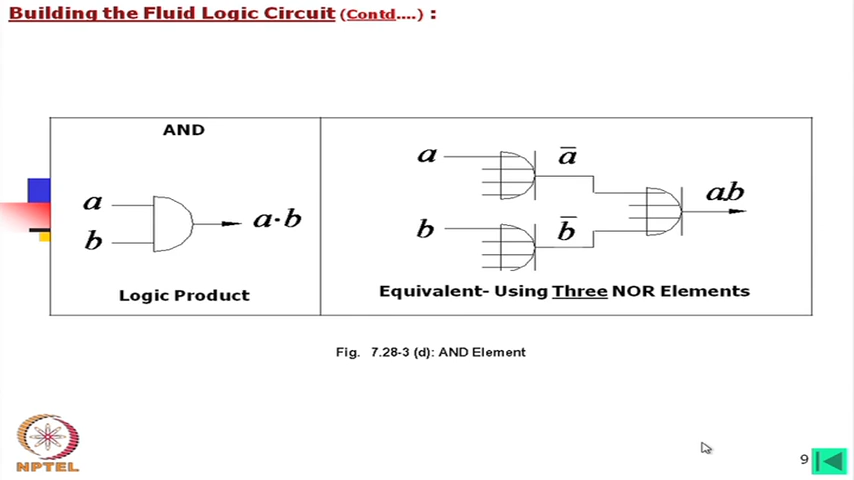 Building the Fluid Logic Circuit (Contd....) :
AND
a
b
a·b
Logic Product
a
a̅
b
b̅
a.b
Equivalent- Using Three NOR Elements
Fig. 7.28-3 (d): AND Element
NPTEL
9